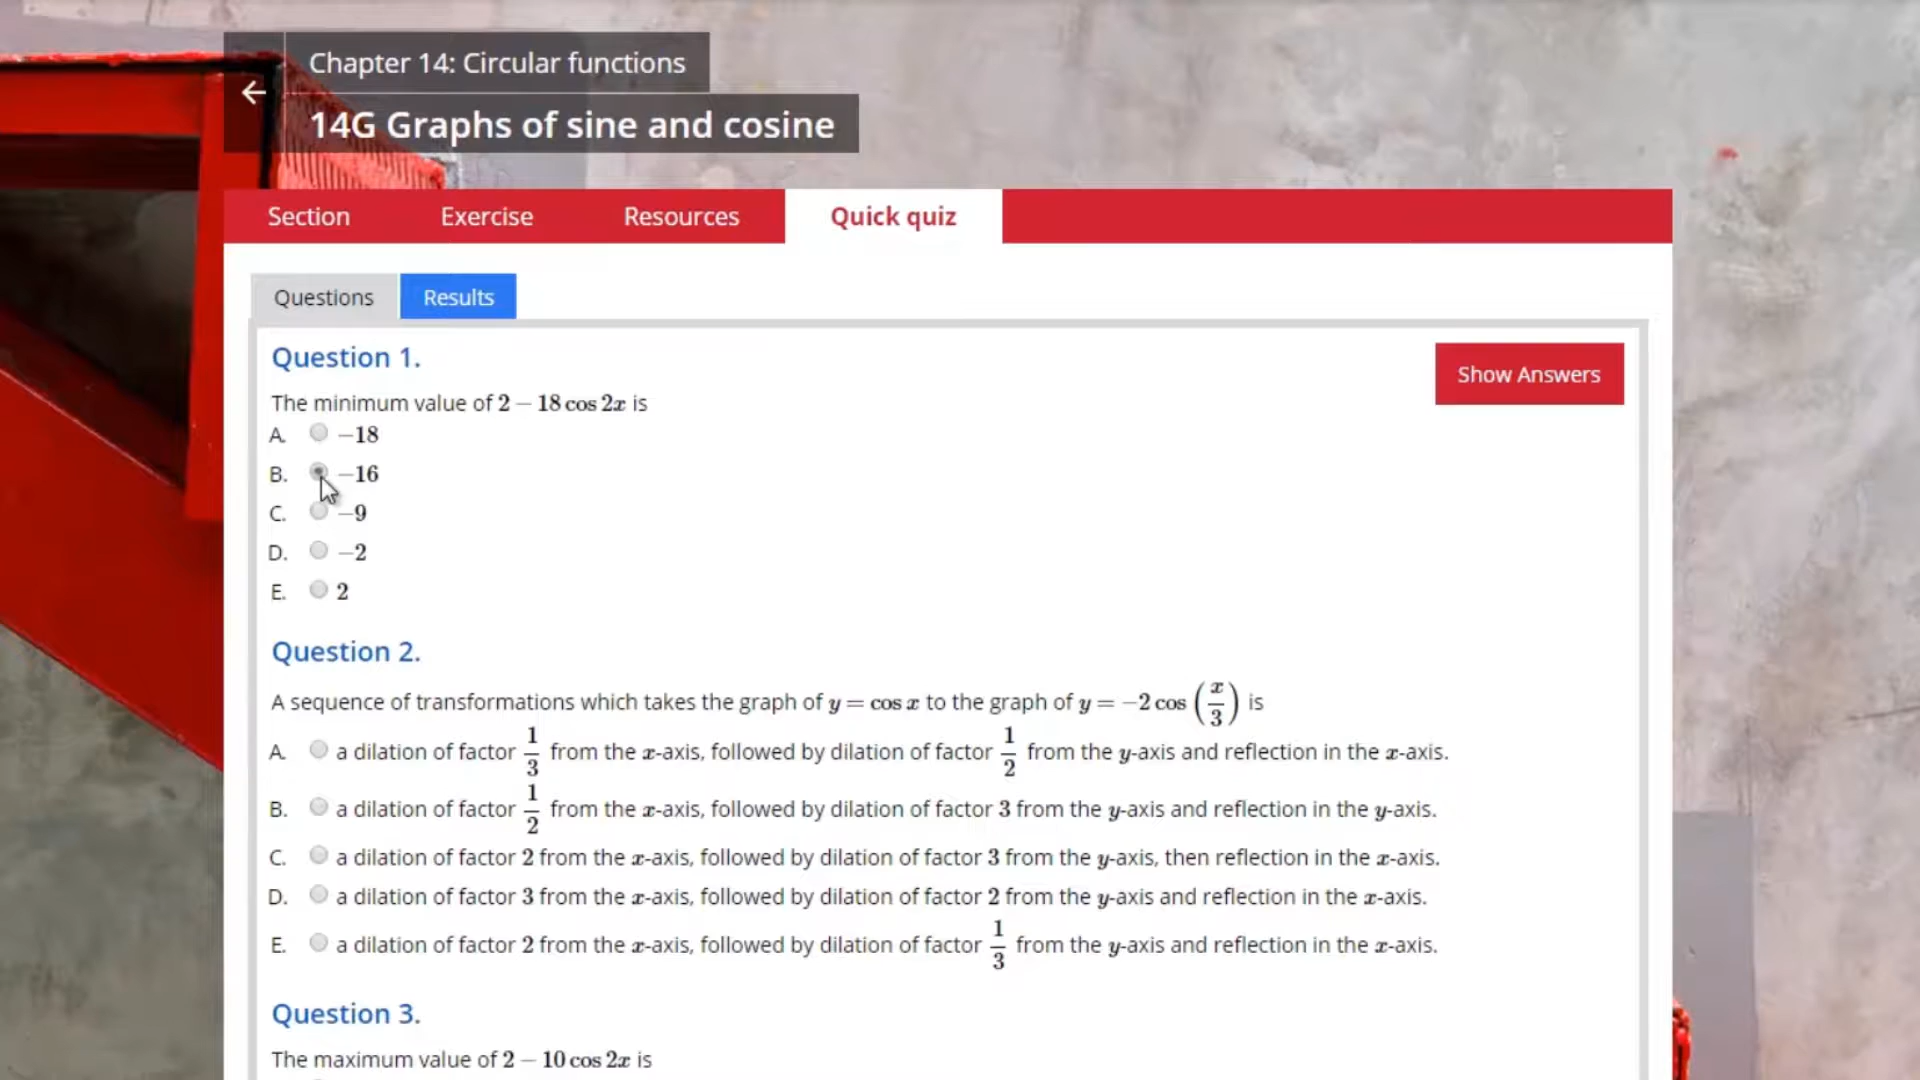 Chapter 14: Circular functions
14G Graphs of sine and cosine
Section Exercise Resources Quick quiz
Questions Results
Question 1.
Show Answers
The minimum value of 2 − 18 cos 2x is
A. −18
B. −16
C. −9
D. −2
E. 2
Question 2.
A sequence of transformations which takes the graph of y = cos x to the graph of y = −2 cos (x/3) is
A. a dilation of factor 1/3 from the x-axis, followed by dilation of factor 1/2 from the y-axis and reflection in the x-axis.
B. a dilation of factor 1/2 from the x-axis, followed by dilation of factor 3 from the y-axis and reflection in the y-axis.
C. a dilation of factor 2 from the x-axis, followed by dilation of factor 3 from the y-axis, then reflection in the x-axis.
D. a dilation of factor 3 from the x-axis, followed by dilation of factor 2 from the y-axis and reflection in the x-axis.
E. a dilation of factor 2 from the x-axis, followed by dilation of factor 1/3 from the y-axis and reflection in the x-axis.
Question 3.
The maximum value of 2 − 10 cos 2x is